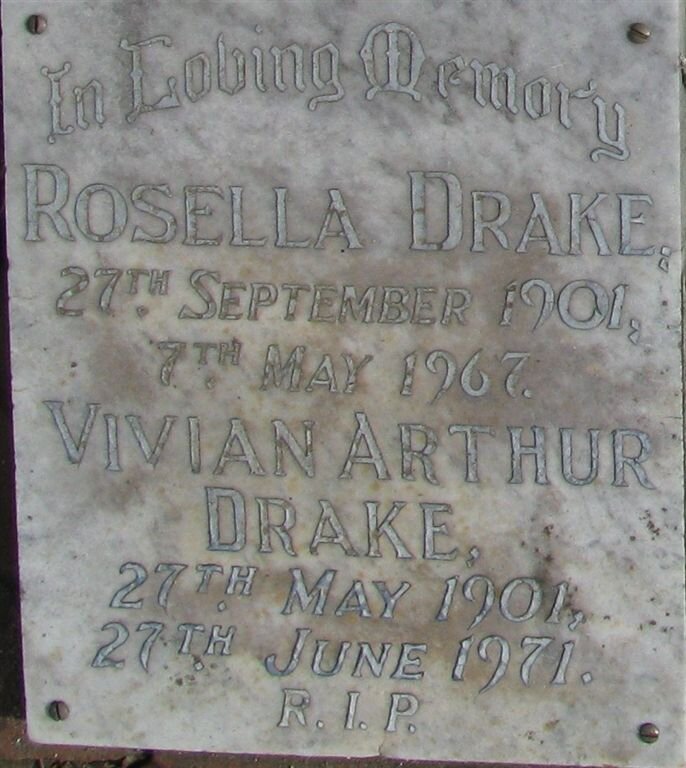 In Loving Memory
ROSELLA DRAKE,
27TH. SEPTEMBER 1901,
7TH. MAY 1967.
VIVIAN ARTHUR
DRAKE,
27TH. MAY 1901,
27TH. JUNE 1971.
R. I. P.